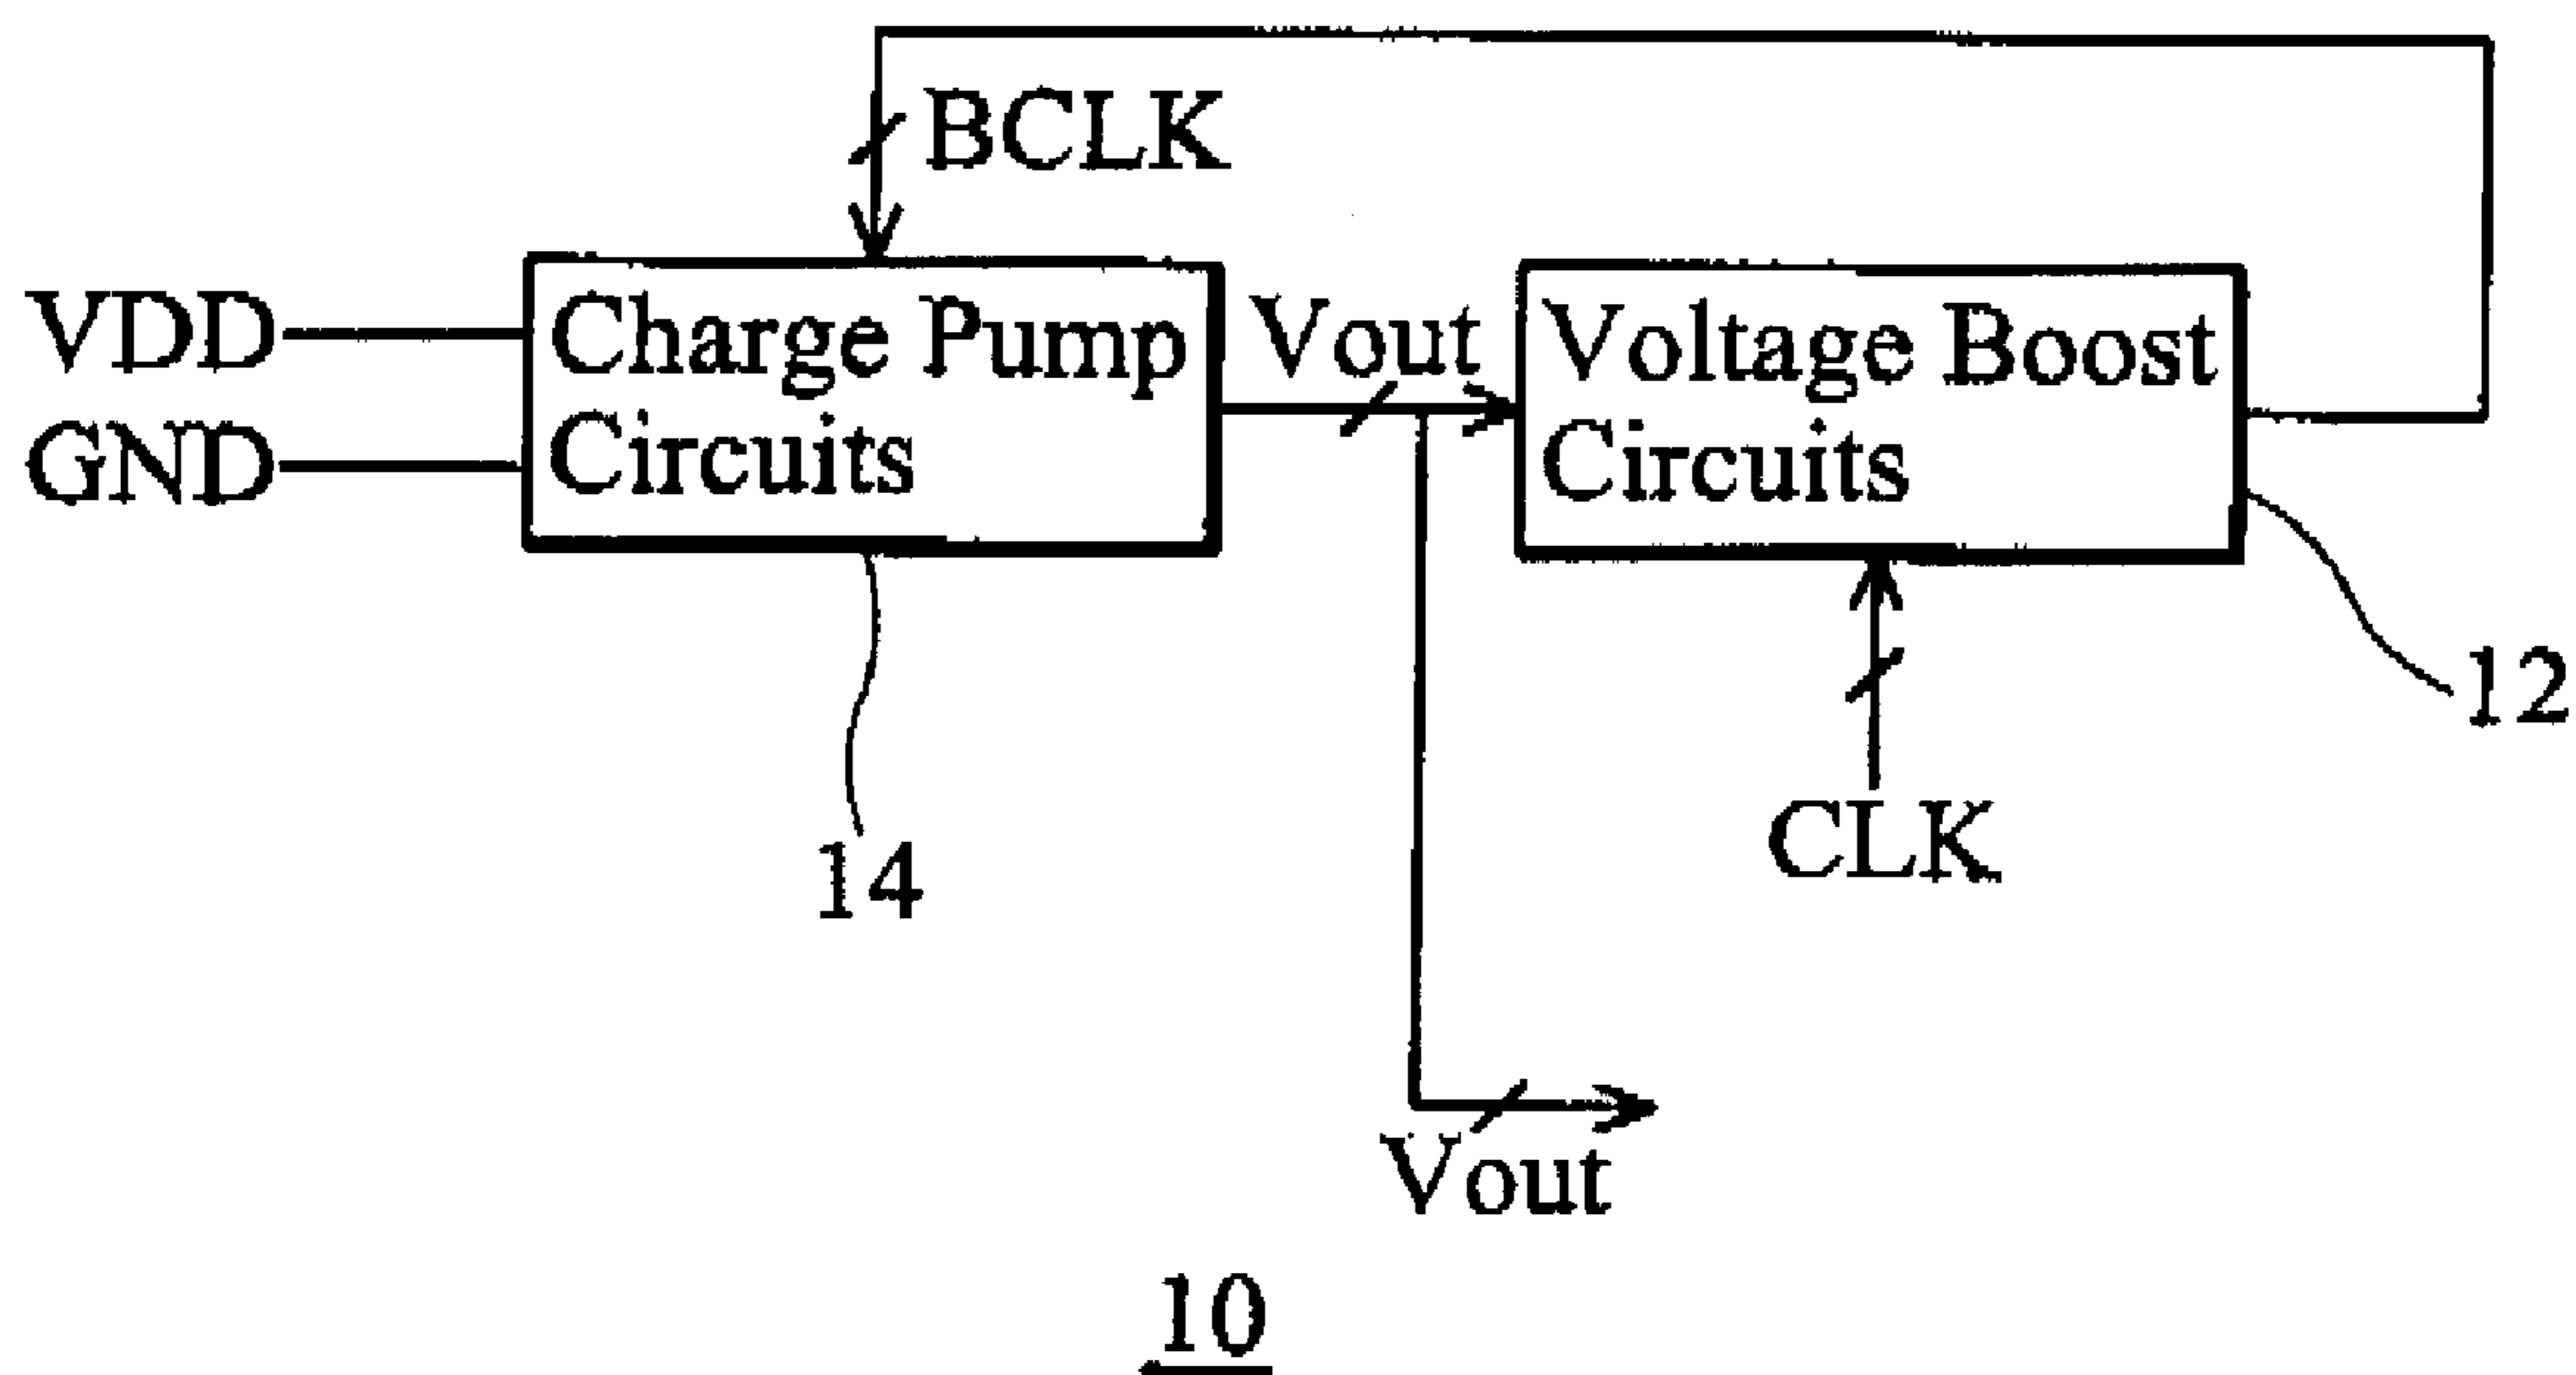 BCLK
VDD
GND
Charge Pump
Circuits
Vout
Voltage Boost
Circuits
12
14
CLK
Vout
10